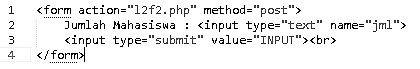 1 <form action="l2f2.php" method="post">
2 Jumlah Mahasiswa : <input type="text" name="jml">
3 <input type="submit" value="INPUT"><br>
4 </form>